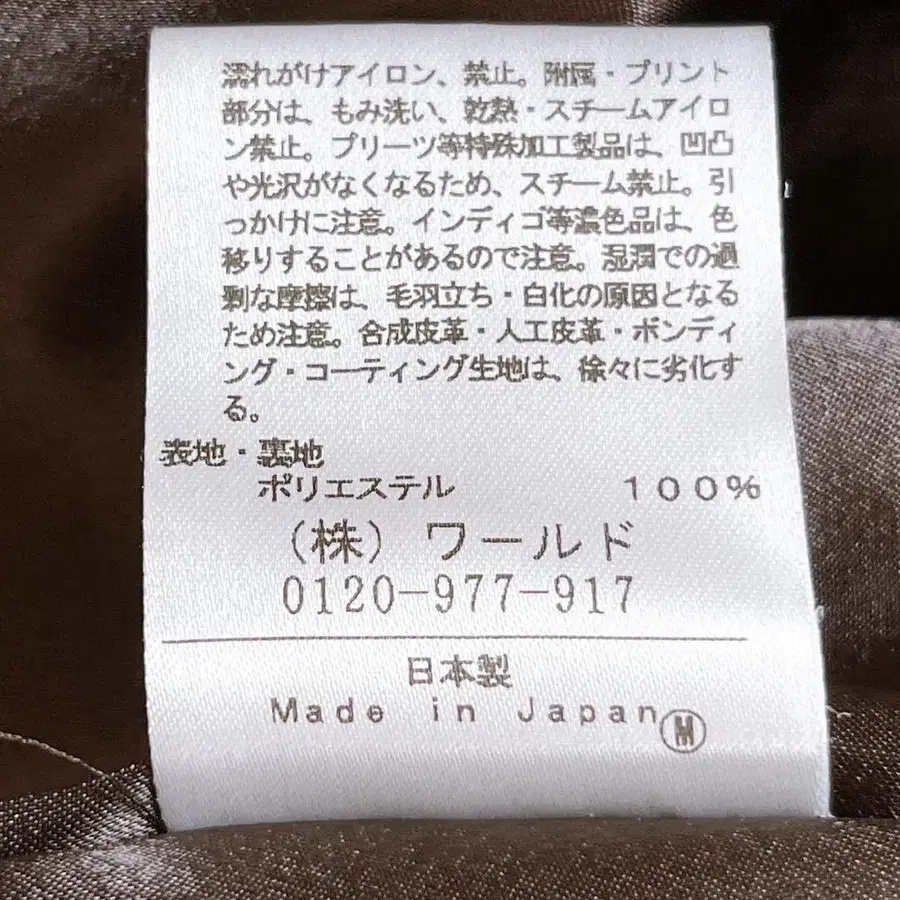 濡れがけアイロン、禁止。附属・プリント
部分は、もみ洗い、乾熱・スチームアイロ
ン禁止。プリーツ等特殊加工製品は、凹凸
や光沢がなくなるため、スチーム禁止。引
っかけに注意。インディゴ等濃色品は、色
移りすることがあるので注意。湿潤での過
剰な摩擦は、毛羽立ち・白化の原因となる
ため注意。合成皮革・人工皮革・ボンディ
ング・コーティング生地は、徐々に劣化す
る。
表地・裏地
ポリエステル 100%
(株) ワールド
0120-977-917
日本製
Made in Japan Ⓜ